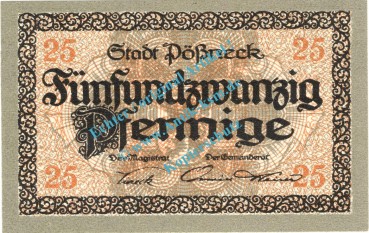 25 25
Stadt Pößneck
Fünfundzwanzig
Pfennige
Der Magistrat Der Gemeinderat
25 25